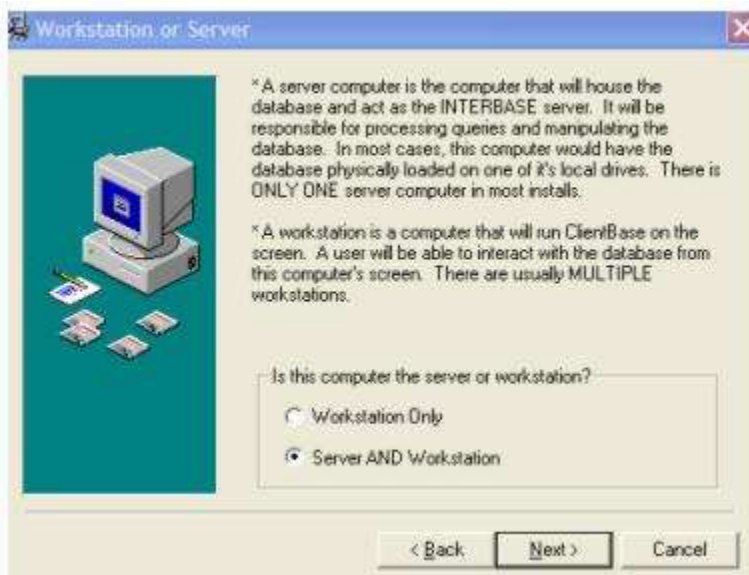 Workstation or Server
* A server computer is the computer that will house the
database and act as the INTERBASE server. It will be
responsible for processing queries and manipulating the
database. In most cases, this computer would have the
database physically loaded on one of it's local drives. There is
ONLY ONE server computer in most installs.
* A workstation is a computer that will run ClientBase on the
screen. A user will be able to interact with the database from
this computer's screen. There are usually MULTIPLE
workstations.
Is this computer the server or workstation?
Workstation Only
Server AND Workstation
< Back Next > Cancel